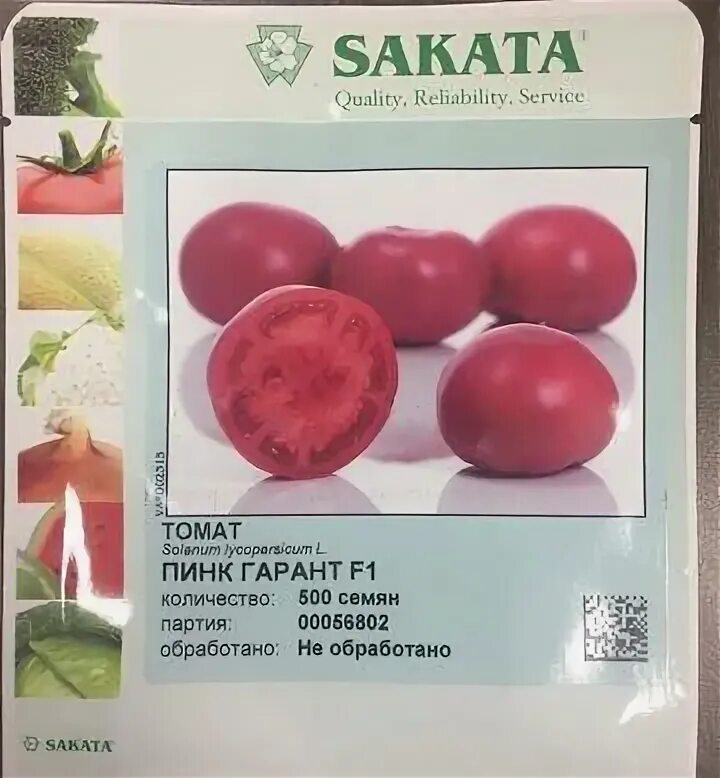 SAKATA
Quality, Reliability, Service
ТОМАТ
Solanum lycopersicum L.
ПИНК ГАРАНТ F1
количество: 500 семян
партия: 00056802
обработано: Не обработано
SAKATA